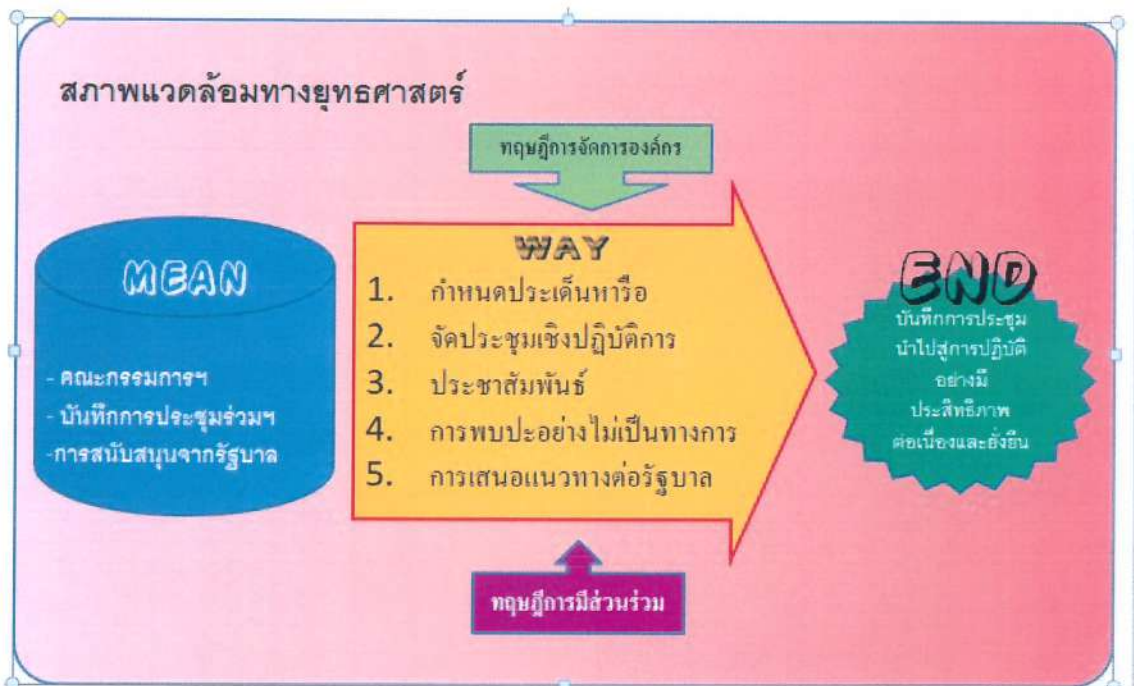 สภาพแวดล้อมทางยุทธศาสตร์
ทฤษฎีการจัดการองค์กร
MEAN
- คณะกรรมการฯ
- บันทึกการประชุมร่วมฯ
-การสนับสนุนจากรัฐบาล
WAY
1. กำหนดประเด็นหารือ
2. จัดประชุมเชิงปฏิบัติการ
3. ประชาสัมพันธ์
4. การพบปะอย่างไม่เป็นทางการ
5. การเสนอแนวทางต่อรัฐบาล
END
บันทึกการประชุม
นำไปสู่การปฏิบัติ
อย่างมี
ประสิทธิภาพ
ต่อเนื่องและยั่งยืน
ทฤษฎีการมีส่วนร่วม